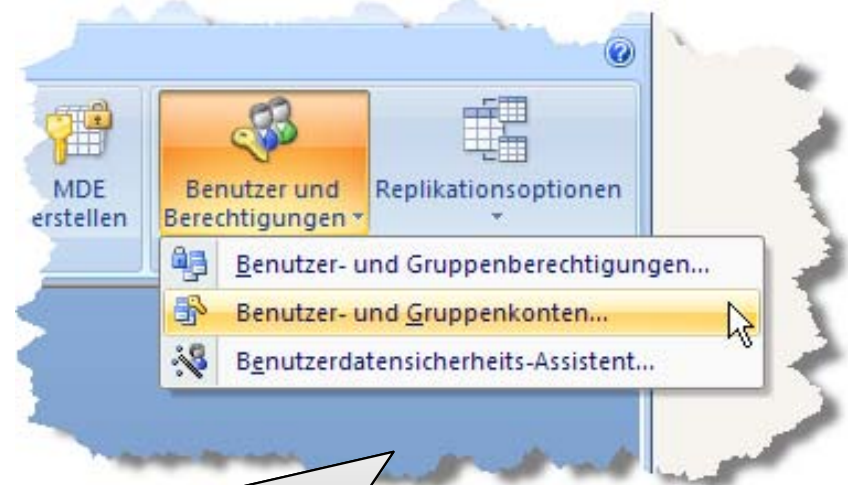 MDE
erstellen
Benutzer und
Berechtigungen
Replikationsoptionen
Benutzer- und Gruppenberechtigungen...
Benutzer- und Gruppenkonten...
Benutzerdatensicherheits-Assistent...